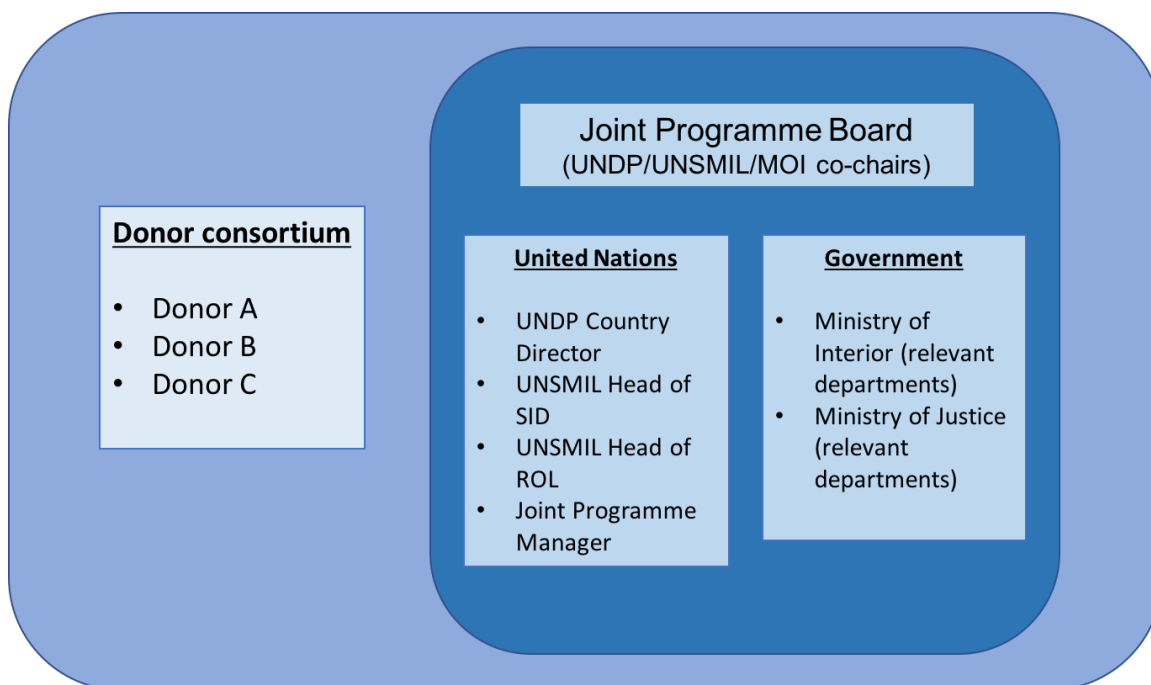 Joint Programme Board
(UNDP/UNSMIL/MOI co-chairs)
Donor consortium
• Donor A
• Donor B
• Donor C
United Nations
• UNDP Country
Director
• UNSMIL Head of
SID
• UNSMIL Head of
ROL
• Joint Programme
Manager
Government
• Ministry of
Interior (relevant
departments)
• Ministry of Justice
(relevant
departments)